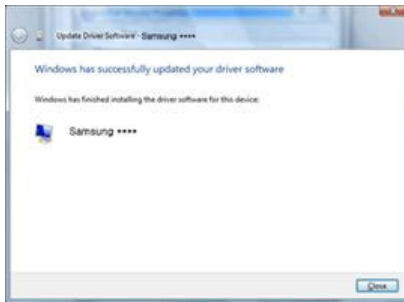 Update Driver Software - Samsung ****
Windows has successfully updated your driver software
Windows has finished installing the driver software for this device:
Samsung ****
Close